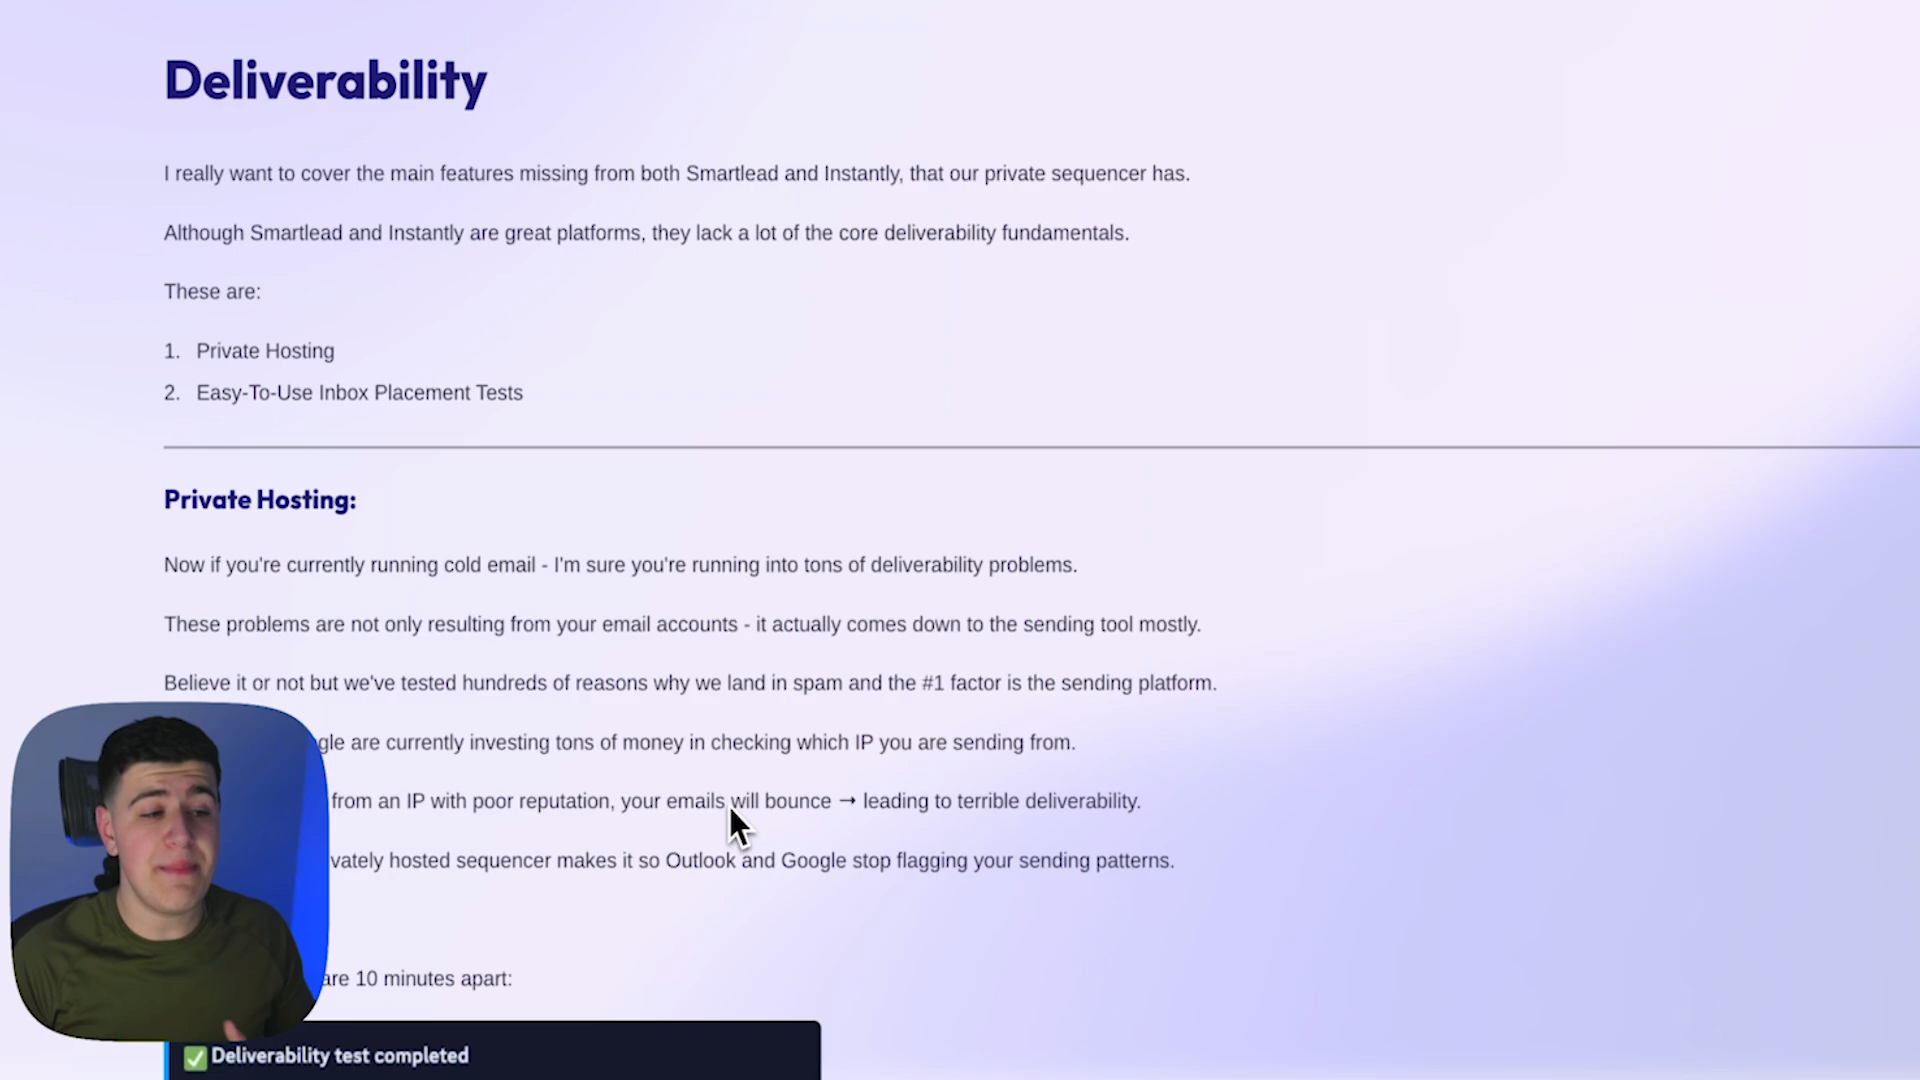 Deliverability
I really want to cover the main features missing from both Smartlead and Instantly, that our private sequencer has.
Although Smartlead and Instantly are great platforms, they lack a lot of the core deliverability fundamentals.
These are:
1. Private Hosting
2. Easy-To-Use Inbox Placement Tests
Private Hosting:
Now if you're currently running cold email - I'm sure you're running into tons of deliverability problems.
These problems are not only resulting from your email accounts - it actually comes down to the sending tool mostly.
Believe it or not but we've tested hundreds of reasons why we land in spam and the #1 factor is the sending platform.
gle are currently investing tons of money in checking which IP you are sending from.
from an IP with poor reputation, your emails will bounce → leading to terrible deliverability.
vately hosted sequencer makes it so Outlook and Google stop flagging your sending patterns.
are 10 minutes apart:
✅ Deliverability test completed